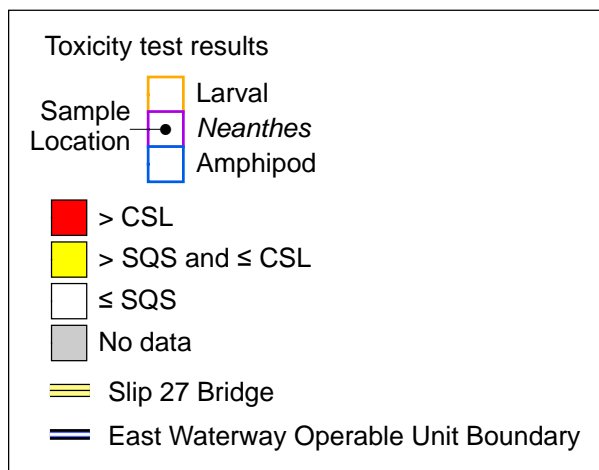 Toxicity test results
Larval
Sample Location
Neanthes
Amphipod
> CSL
> SQS and ≤ CSL
≤ SQS
No data
Slip 27 Bridge
East Waterway Operable Unit Boundary